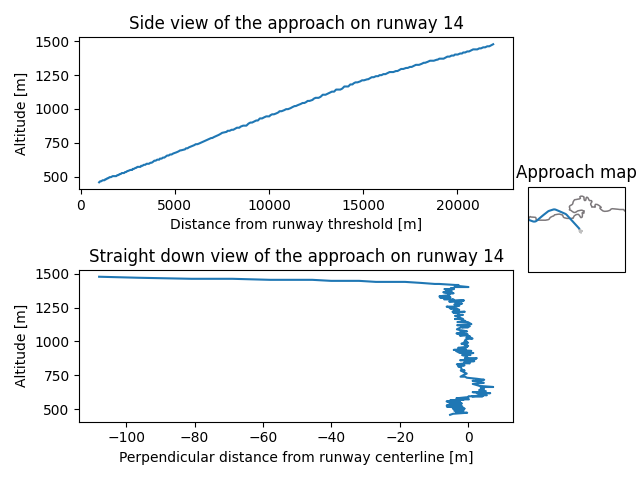 Side view of the approach on runway 14
1500
1250
1000
750
500
Altitude [m]
0 5000 10000 15000 20000
Distance from runway threshold [m]
Approach map
Straight down view of the approach on runway 14
1500
1250
1000
750
500
Altitude [m]
−100 −80 −60 −40 −20 0
Perpendicular distance from runway centerline [m]